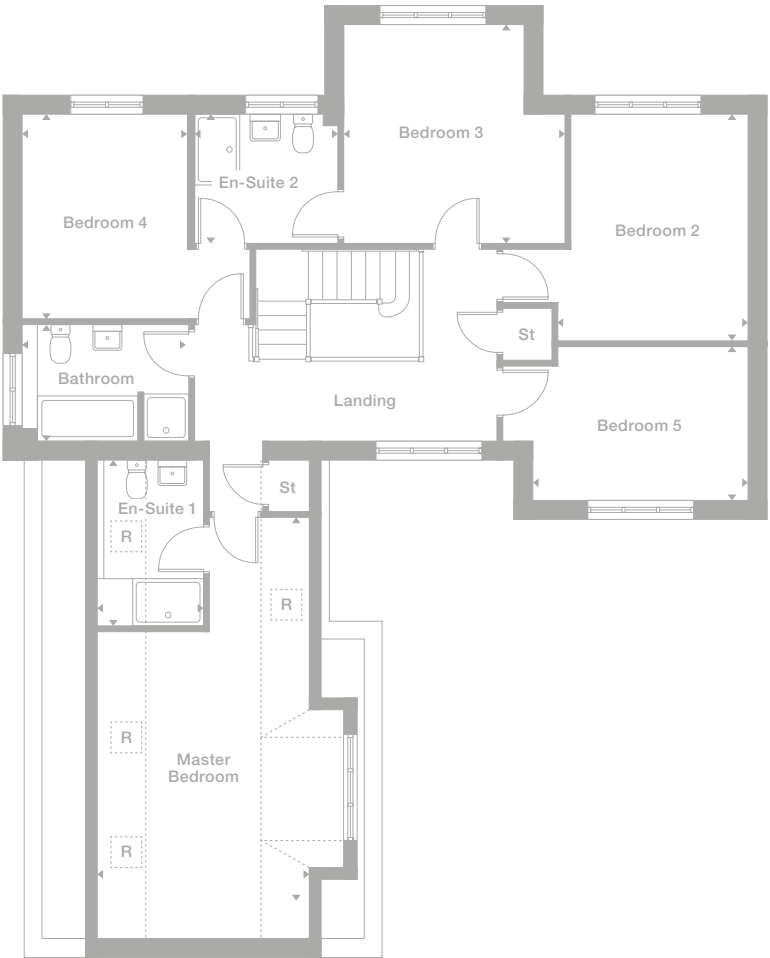 Bedroom 3
En-Suite 2
Bedroom 4
Bedroom 2
St
Bathroom
Landing
Bedroom 5
St
En-Suite 1
R
R
R
Master
Bedroom
R